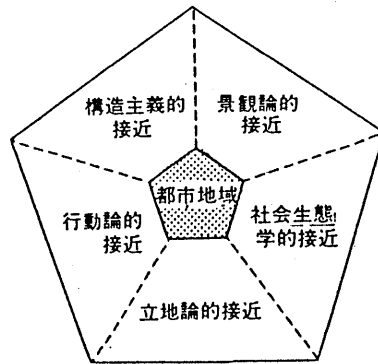 構造主義的
接近
景観論的
接近
都市地域
行動論的
接近
社会生態
学的接近
立地論的接近